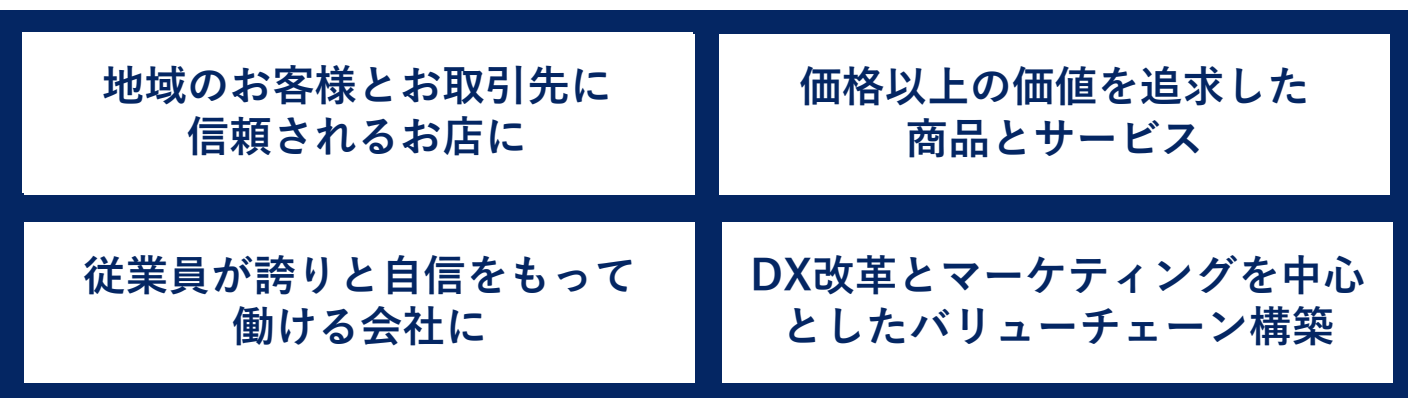 地域のお客様とお取引先に
信頼されるお店に
価格以上の価値を追求した
商品とサービス
従業員が誇りと自信をもって
働ける会社に
DX改革とマーケティングを中心
としたバリューチェーン構築